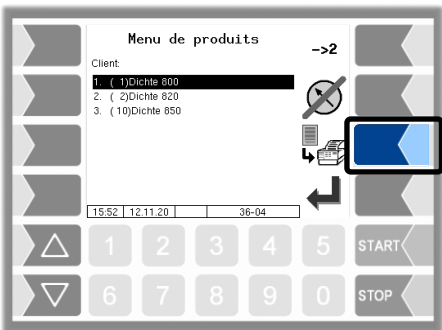 Menu de produits
->2
Client:
1. ( 1)Dichte 800
2. ( 2)Dichte 820
3. ( 10)Dichte 850
15:52 12.11.20 36-04
1 2 3 4 5 START
6 7 8 9 0 STOP